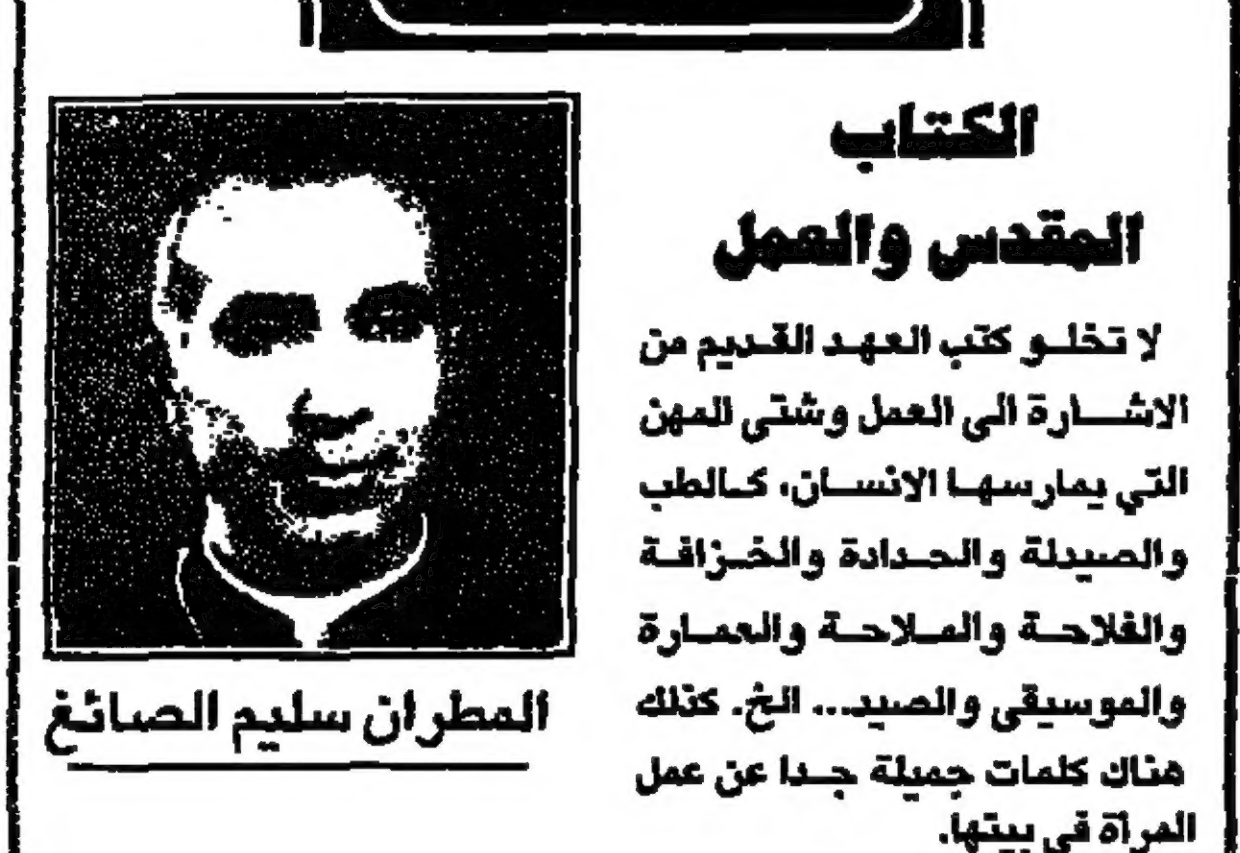 الكتاب
المقدس والعمل
لا تخلو كتب العهد القديم من
الاشارة الى العمل وشتى المهن
التي يمارسها الانسان، كالطب
والصيدلة والحدادة والخزافة
والفلاحة والملاحة والعمارة
والموسيقى والصيد... الخ. كذلك
هناك كلمات جميلة جدا عن عمل
المرأة في بيتها.
المطران سليم الصائغ